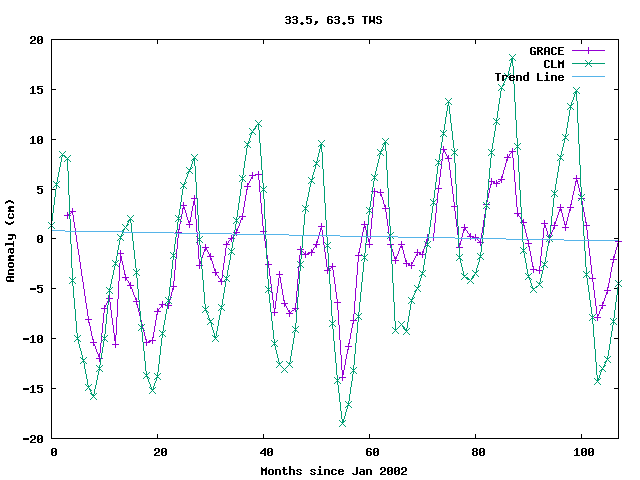 33.5, 63.5 TWS
GRACE
CLM
Trend Line
20
15
10
5
0
-5
-10
-15
-20
Anomaly (cm)
0 20 40 60 80 100
Months since Jan 2002